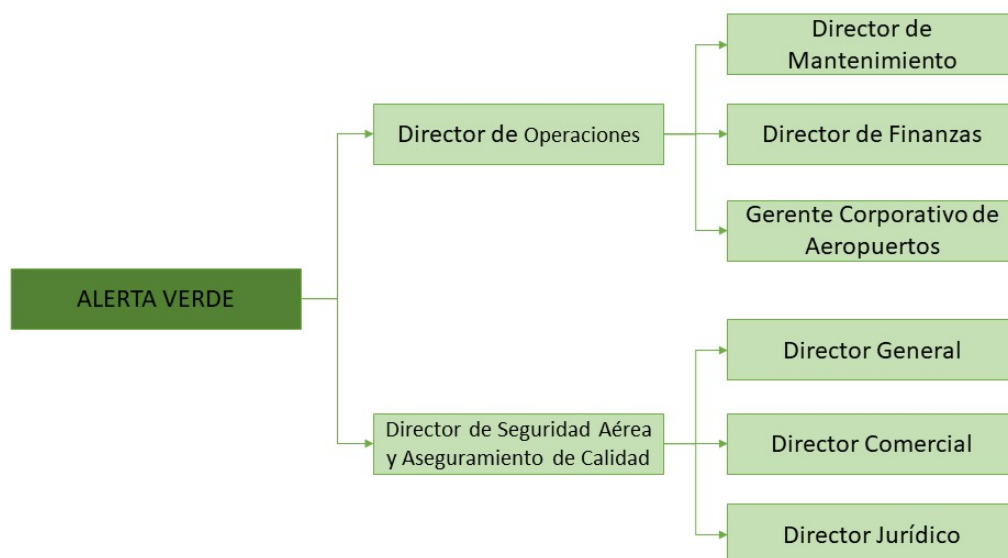 Director de
Mantenimiento
Director de Operaciones
Director de Finanzas
Gerente Corporativo de
Aeropuertos
ALERTA VERDE
Director General
Director de Seguridad Aérea
y Aseguramiento de Calidad
Director Comercial
Director Jurídico